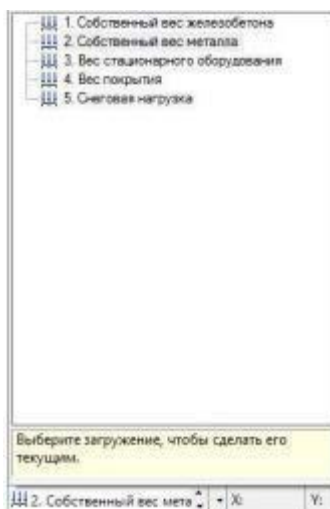 1. Собственный вес железобетона
2. Собственный вес металла
3. Вес стационарного оборудования
4. Вес покрытия
5. Снеговая нагрузка
Выберите загружение, чтобы сделать его
текущим.
2. Собственный вес мета X: Y: